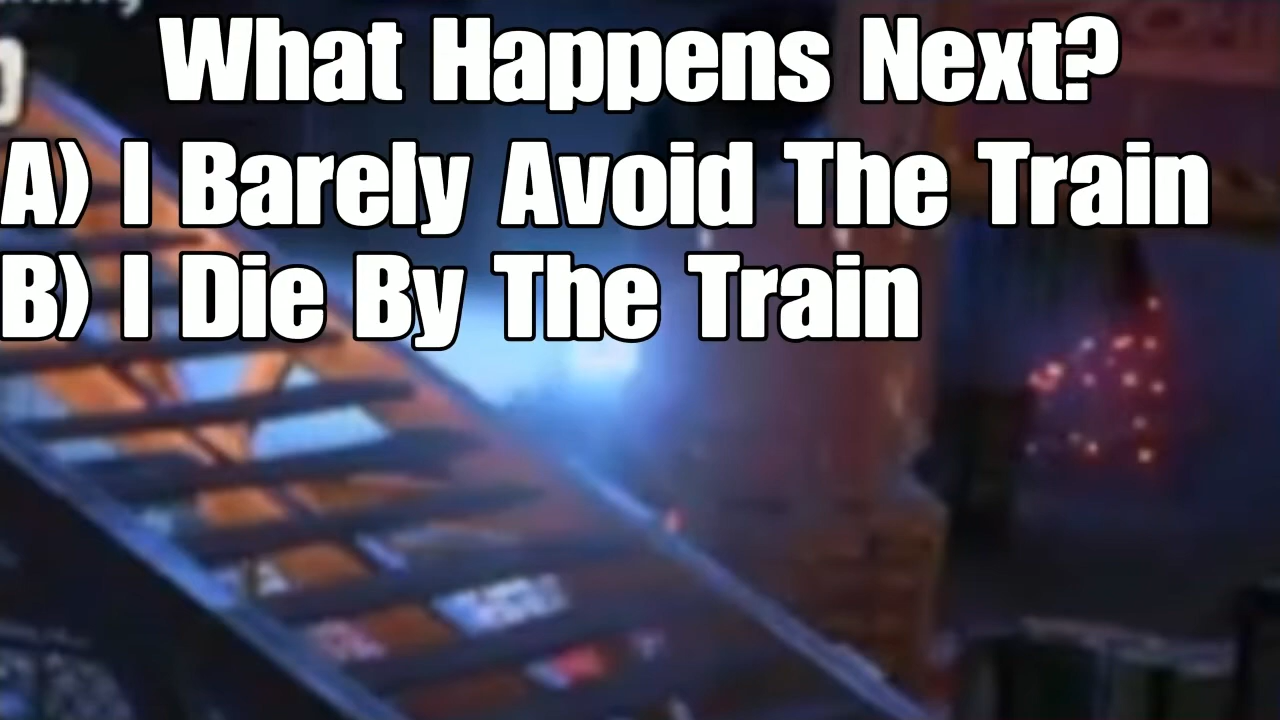 What Happens Next?
A) I Barely Avoid The Train
B) I Die By The Train